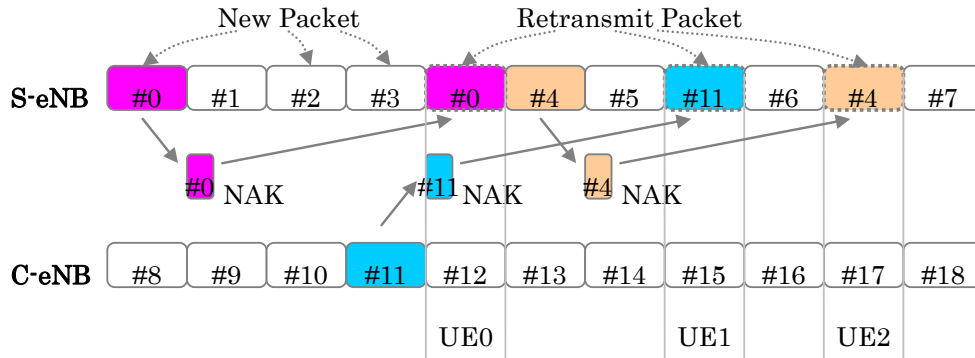 New Packet Retransmit Packet
S-eNB #0 #1 #2 #3 #0 #4 #5 #11 #6 #4 #7
#0 NAK #11 NAK #4 NAK
C-eNB #8 #9 #10 #11 #12 #13 #14 #15 #16 #17 #18
UE0 UE1 UE2